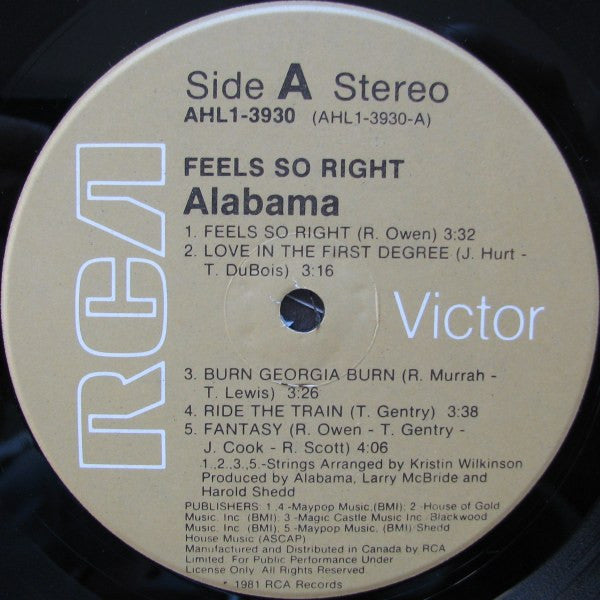 Side A Stereo
AHL1-3930 (AHL1-3930-A)
FEELS SO RIGHT
Alabama
1. FEELS SO RIGHT (R. Owen) 3:32
2. LOVE IN THE FIRST DEGREE (J. Hurt -
T. DuBois) 3:16
RCA
Victor
3. BURN GEORGIA BURN (R. Murrah -
T. Lewis) 3:26
4. RIDE THE TRAIN (T. Gentry) 3:38
5. FANTASY (R. Owen - T. Gentry -
J. Cook - R. Scott) 4:06
1.,2.,3.,5.-Strings Arranged by Kristin Wilkinson
Produced by Alabama, Larry McBride and
Harold Shedd
PUBLISHERS: 1.,4.-Maypop Music,(BMI); 2.-House of Gold
Music, Inc. (BMI); 3.-Magic Castle Music Inc./Blackwood
Music, Inc. (BMI); 5.-Maypop Music, (BMI)/Shedd
House Music (ASCAP)
Manufactured and Distributed in Canada by RCA
Limited. For Public Performance Under
License Only. All Rights Reserved.
1981 RCA Records